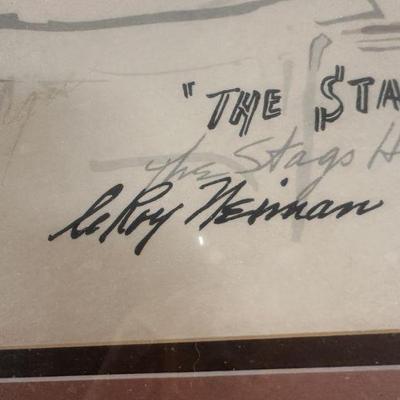 "THE STA
The Stags H
LeRoy Neiman